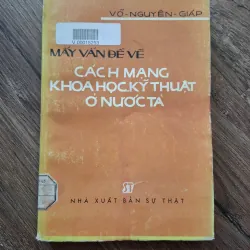 VÕ-NGUYÊN-GIÁP
MẤY VẤN ĐỀ VỀ
CÁCH MẠNG
KHOA HỌC, KỸ THUẬT
Ở NƯỚC TA
ST
NHÀ XUẤT BẢN SỰ THẬT